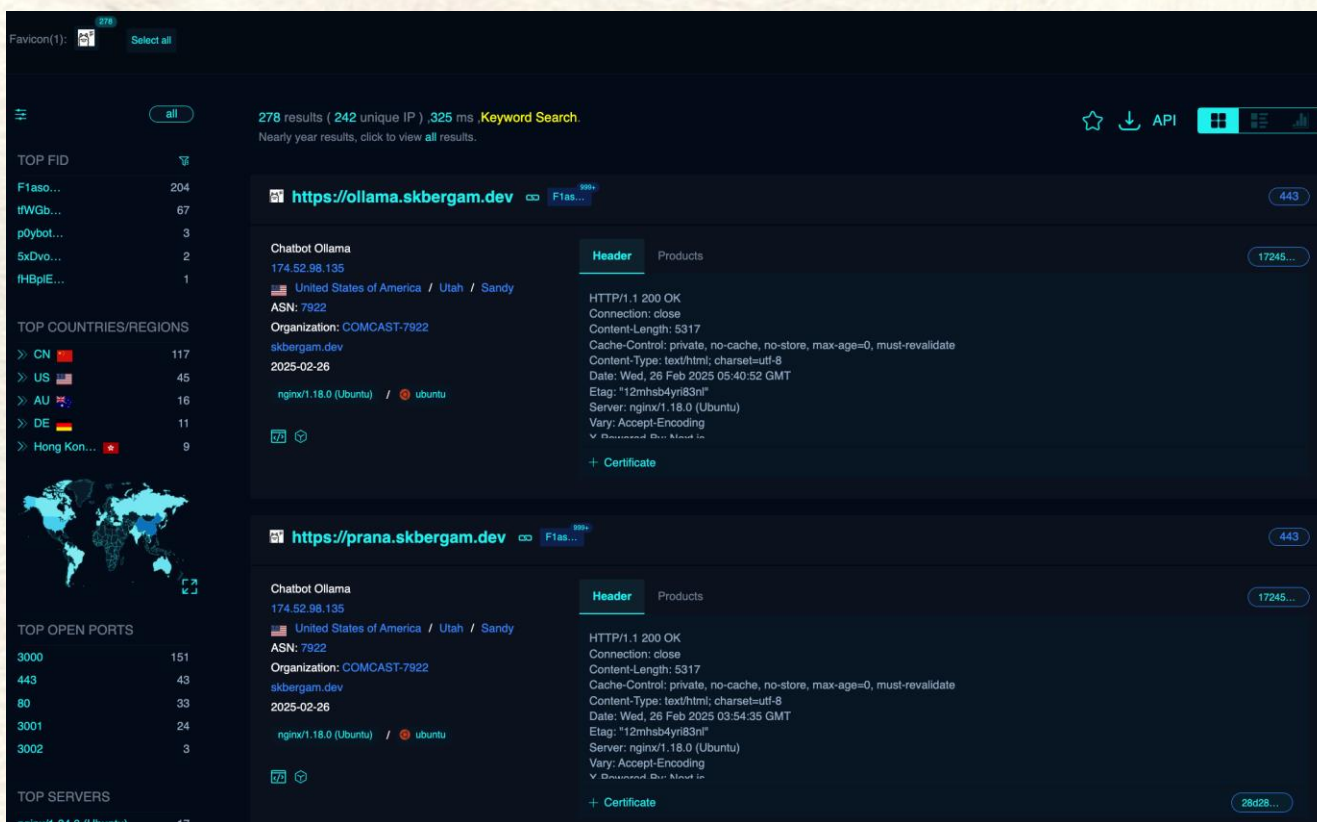 278
Favicon(1):
Select all
all
278 results ( 242 unique IP ) ,325 ms ,Keyword Search.
Nearly year results, click to view all results.
API
TOP FID
F1aso... 204
tfWGb... 67
p0ybot... 3
5xDvo... 2
fHBplE... 1
TOP COUNTRIES/REGIONS
CN 117
US 45
AU 16
DE 11
Hong Kon... 9
TOP OPEN PORTS
3000 151
443 43
80 33
3001 24
3002 3
TOP SERVERS
https://ollama.skbergam.dev F1as... 999+
443
Chatbot Ollama
174.52.98.135
United States of America / Utah / Sandy
ASN: 7922
Organization: COMCAST-7922
skbergam.dev
2025-02-26
nginx/1.18.0 (Ubuntu) / ubuntu
Header Products
17245...
HTTP/1.1 200 OK
Connection: close
Content-Length: 5317
Cache-Control: private, no-cache, no-store, max-age=0, must-revalidate
Content-Type: text/html; charset=utf-8
Date: Wed, 26 Feb 2025 05:40:52 GMT
Etag: "12mhsb4yri83nl"
Server: nginx/1.18.0 (Ubuntu)
Vary: Accept-Encoding
X-Powered-By: Next.js
+ Certificate
https://prana.skbergam.dev F1as... 999+
443
Chatbot Ollama
174.52.98.135
United States of America / Utah / Sandy
ASN: 7922
Organization: COMCAST-7922
skbergam.dev
2025-02-26
nginx/1.18.0 (Ubuntu) / ubuntu
Header Products
17245...
HTTP/1.1 200 OK
Connection: close
Content-Length: 5317
Cache-Control: private, no-cache, no-store, max-age=0, must-revalidate
Content-Type: text/html; charset=utf-8
Date: Wed, 26 Feb 2025 03:54:35 GMT
Etag: "12mhsb4yri83nl"
Server: nginx/1.18.0 (Ubuntu)
Vary: Accept-Encoding
X-Powered-By: Next.js
+ Certificate
28d28...